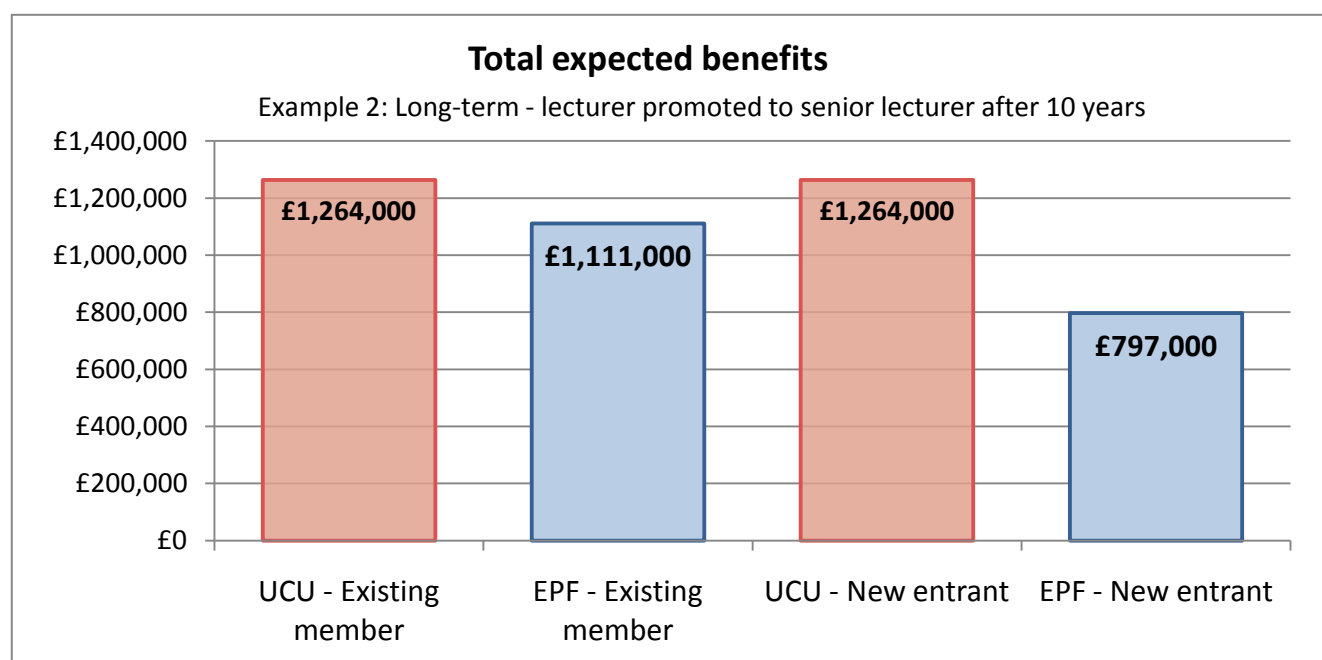 Total expected benefits
Example 2: Long-term - lecturer promoted to senior lecturer after 10 years
£1,400,000
£1,200,000
£1,000,000
£800,000
£600,000
£400,000
£200,000
£0
£1,264,000
£1,111,000
£1,264,000
£797,000
UCU - Existing
member
EPF - Existing
member
UCU - New entrant
EPF - New entrant